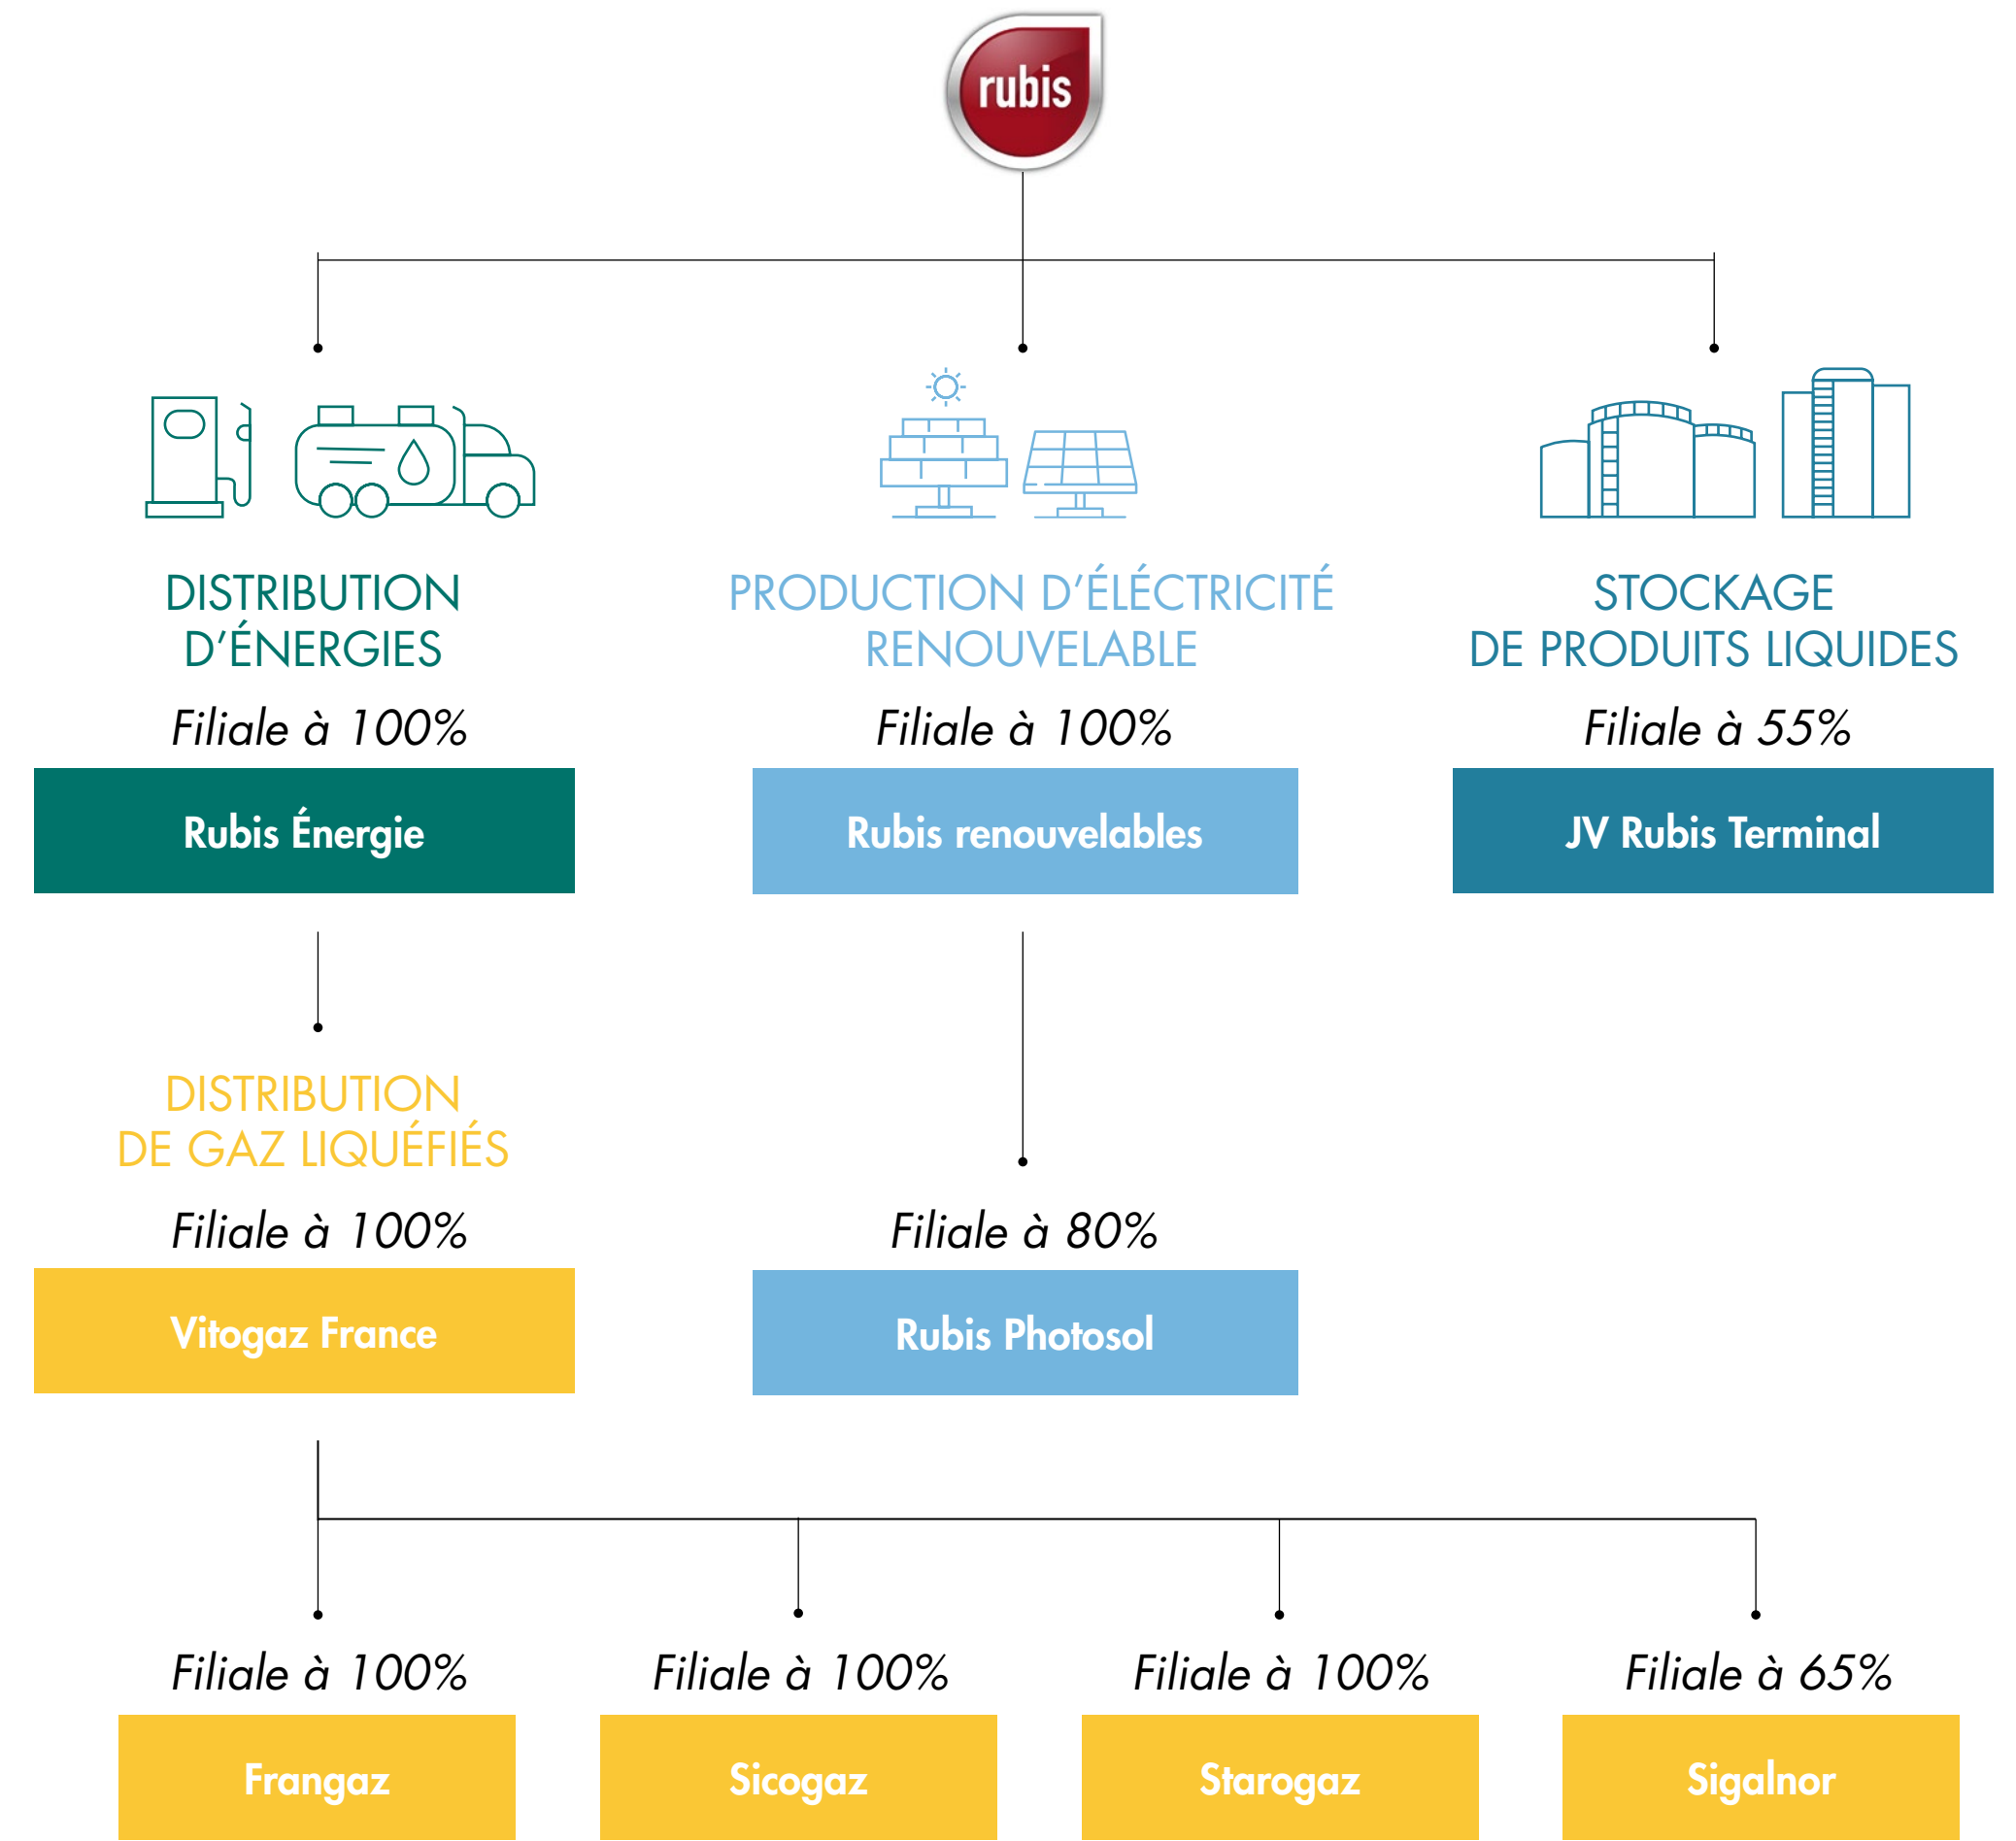 rubis
DISTRIBUTION
D’ÉNERGIES
Filiale à 100%
Rubis Énergie
PRODUCTION D’ÉLÉCTRICITÉ
RENOUVELABLE
Filiale à 100%
Rubis renouvelables
STOCKAGE
DE PRODUITS LIQUIDES
Filiale à 55%
JV Rubis Terminal
DISTRIBUTION
DE GAZ LIQUÉFIÉS
Filiale à 100%
Vitogaz France
Filiale à 80%
Rubis Photosol
Filiale à 100%
Frangaz
Filiale à 100%
Sicogaz
Filiale à 100%
Starogaz
Filiale à 65%
Sigalnor